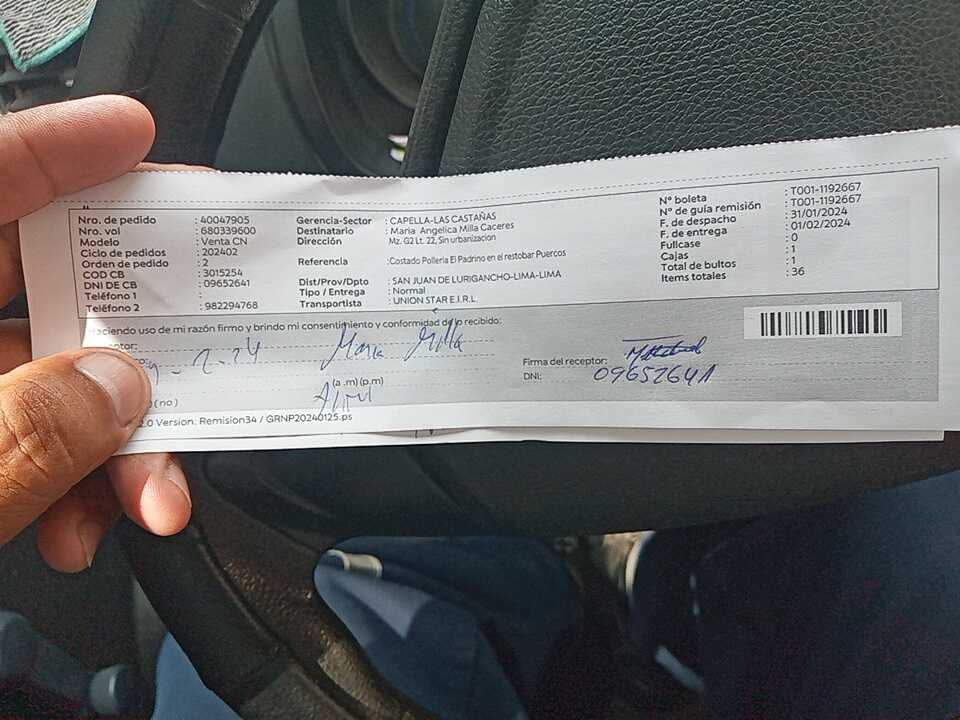 Nro. de pedido : 40047905
Nro. vol : 680339600
Modelo : Venta CN
Ciclo de pedidos : 202402
Orden de pedido : 2
COD CB : 3015254
DNI DE CB : 09652641
Teléfono 1 :
Teléfono 2 : 982294768
Gerencia-Sector : CAPELLA-LAS CASTAÑAS
Destinatario : Maria Angelica Milla Caceres
Dirección Mz. G2 Lt. 22, Sin urbanizacion
Referencia :Costado Polleria El Padrino en el restobar Puercos
Dist/Prov/Dpto : SAN JUAN DE LURIGANCHO-LIMA-LIMA
Tipo / Entrega : Normal
Transportista : UNION STAR E.I.R.L.
N° boleta : T001-1192667
N° de guía remisión : T001-1192667
F. de despacho : 31/01/2024
F. de entrega : 01/02/2024
Fullcase : 0
Cajas : 1
Total de bultos : 1
Items totales : 36
Haciendo uso de mi razón firmo y brindo mi consentimiento y conformidad de lo recibido:
ptor: Maria Milla
- 2-24
(a .m) (p.m)
(no)
Firma del receptor:
DNI: 09652641
2.0 Version: Remision34 / GRNP20240125.ps